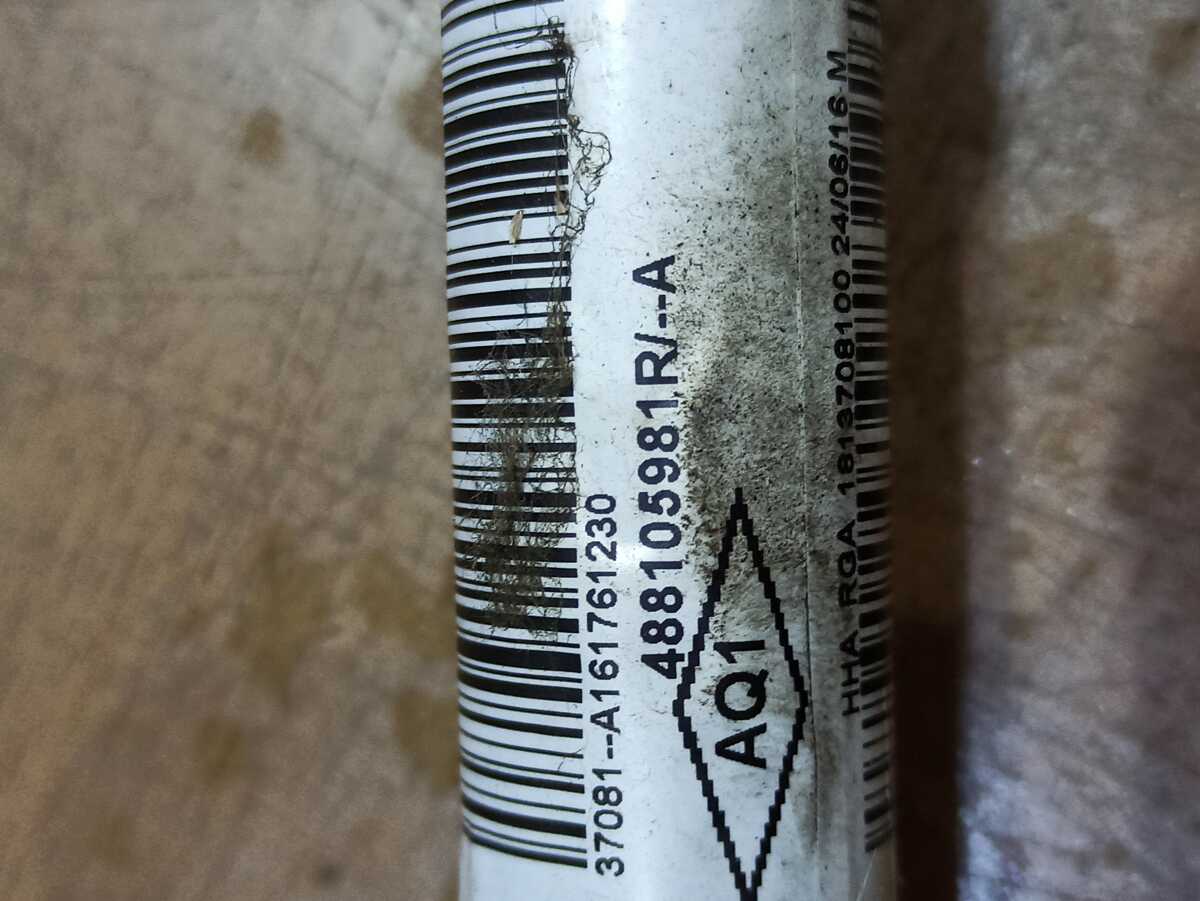 37081--A161761230
488105981R/--A
AQ1
HHA RGA 1813708100 24/06/16 M